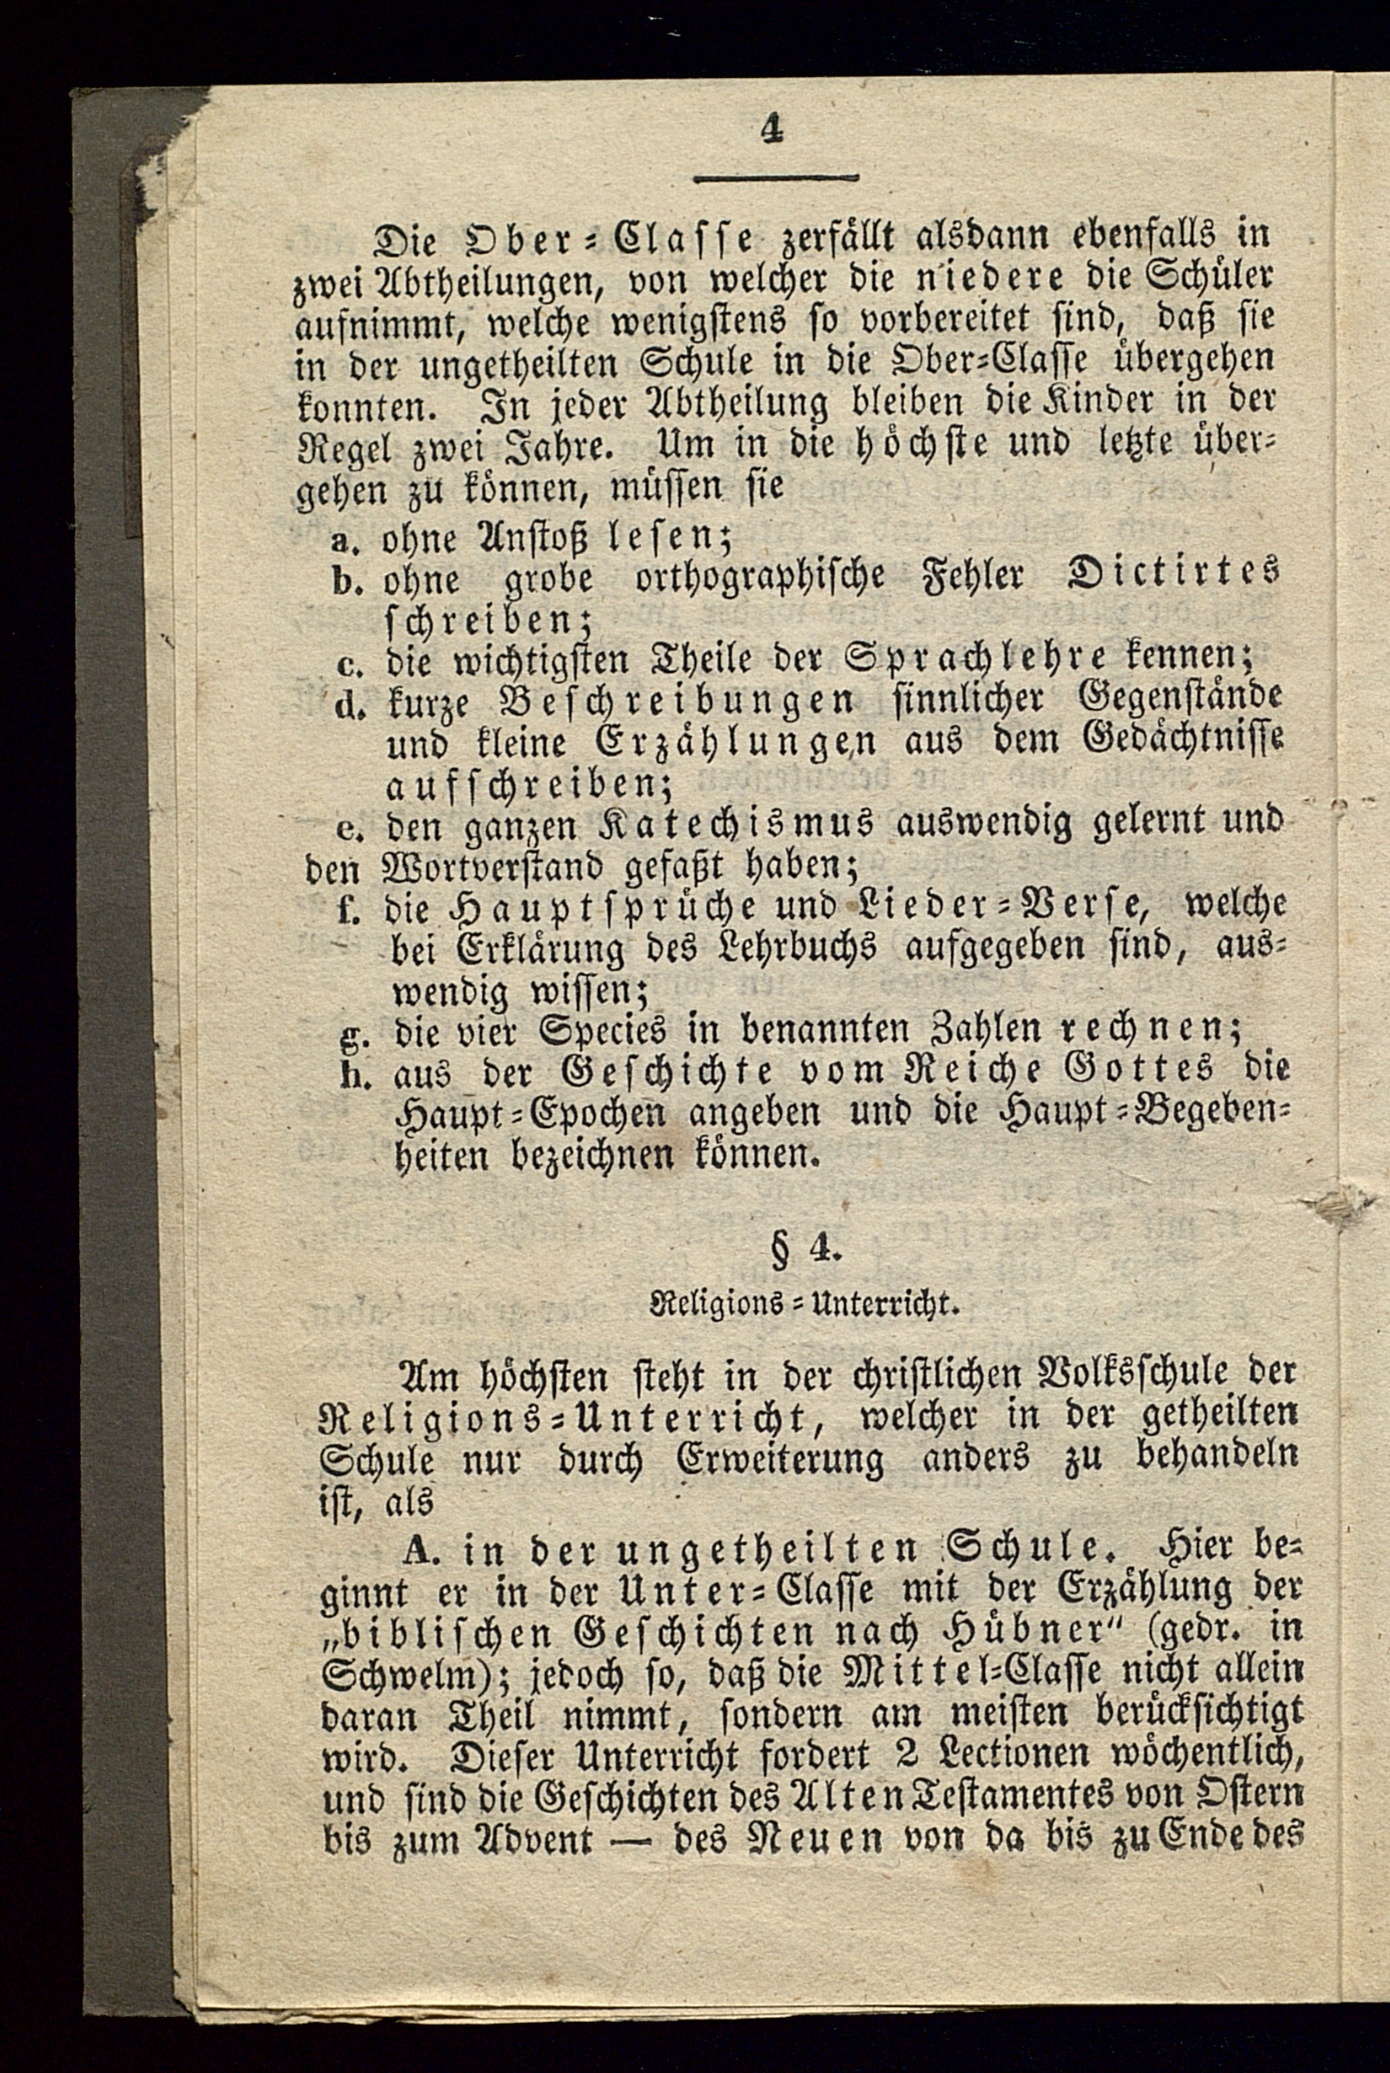 4
Die Ober-Classe zerfällt alsdann ebenfalls in
zwei Abtheilungen, von welcher die niedere die Schüler
aufnimmt, welche wenigstens so vorbereitet sind, daß sie
in der ungetheilten Schule in die Ober-Classe übergehen
konnten. In jeder Abtheilung bleiben die Kinder in der
Regel zwei Jahre. Um in die höchste und letzte über-
gehen zu können, müssen sie
a. ohne Anstoß lesen;
b. ohne grobe orthographische Fehler Dictirtes
schreiben;
c. die wichtigsten Theile der Sprachlehre kennen;
d. kurze Beschreibungen sinnlicher Gegenstände
und kleine Erzählungen aus dem Gedächtnisse
aufschreiben;
e. den ganzen Katechismus auswendig gelernt und
den Wortverstand gefaßt haben;
f. die Hauptsprüche und Lieder-Verse, welche
bei Erklärung des Lehrbuchs aufgegeben sind, aus-
wendig wissen;
g. die vier Species in benannten Zahlen rechnen;
h. aus der Geschichte vom Reiche Gottes die
Haupt-Epochen angeben und die Haupt-Begeben-
heiten bezeichnen können.
§ 4.
Religions-Unterricht.
Am höchsten steht in der christlichen Volksschule der
Religions-Unterricht, welcher in der getheilten
Schule nur durch Erweiterung anders zu behandeln
ist, als
A. in der ungetheilten Schule. Hier be-
ginnt er in der Unter-Classe mit der Erzählung der
„biblischen Geschichten nach Hübner“ (gedr. in
Schwelm); jedoch so, daß die Mittel-Classe nicht allein
daran Theil nimmt, sondern am meisten berücksichtigt
wird. Dieser Unterricht fordert 2 Lectionen wöchentlich,
und sind die Geschichten des Alten Testamentes von Ostern
bis zum Advent — des Neuen von da bis zu Ende des